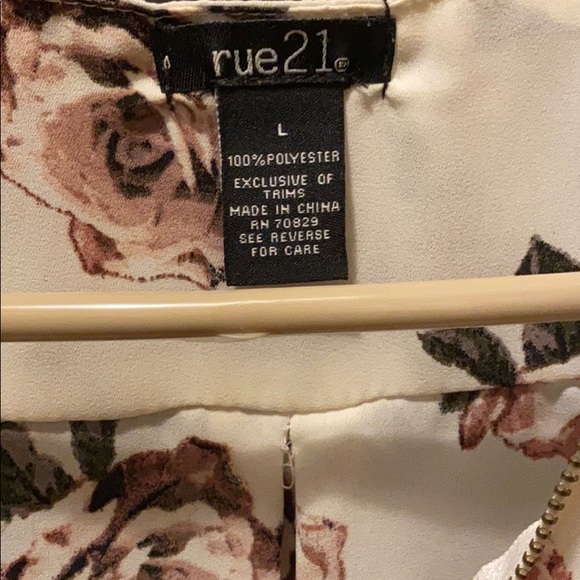 rue21®
L
100%POLYESTER
EXCLUSIVE OF
TRIMS
MADE IN CHINA
RN 70829
SEE REVERSE
FOR CARE